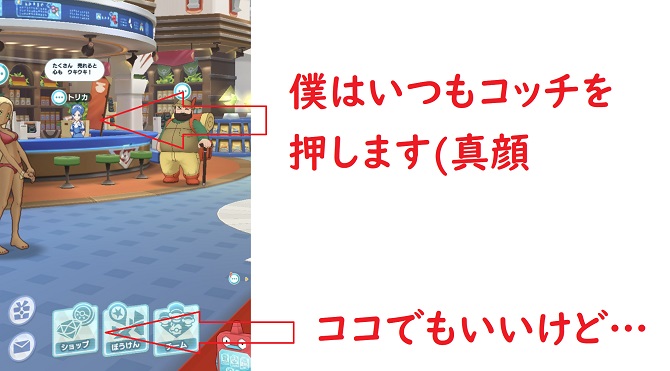 たくさん 売れると
心も ウキウキ!
トリカ
僕はいつもコッチを
押します(真顔
ココでもいいけど…
ショップ
ぼうけん
チーム